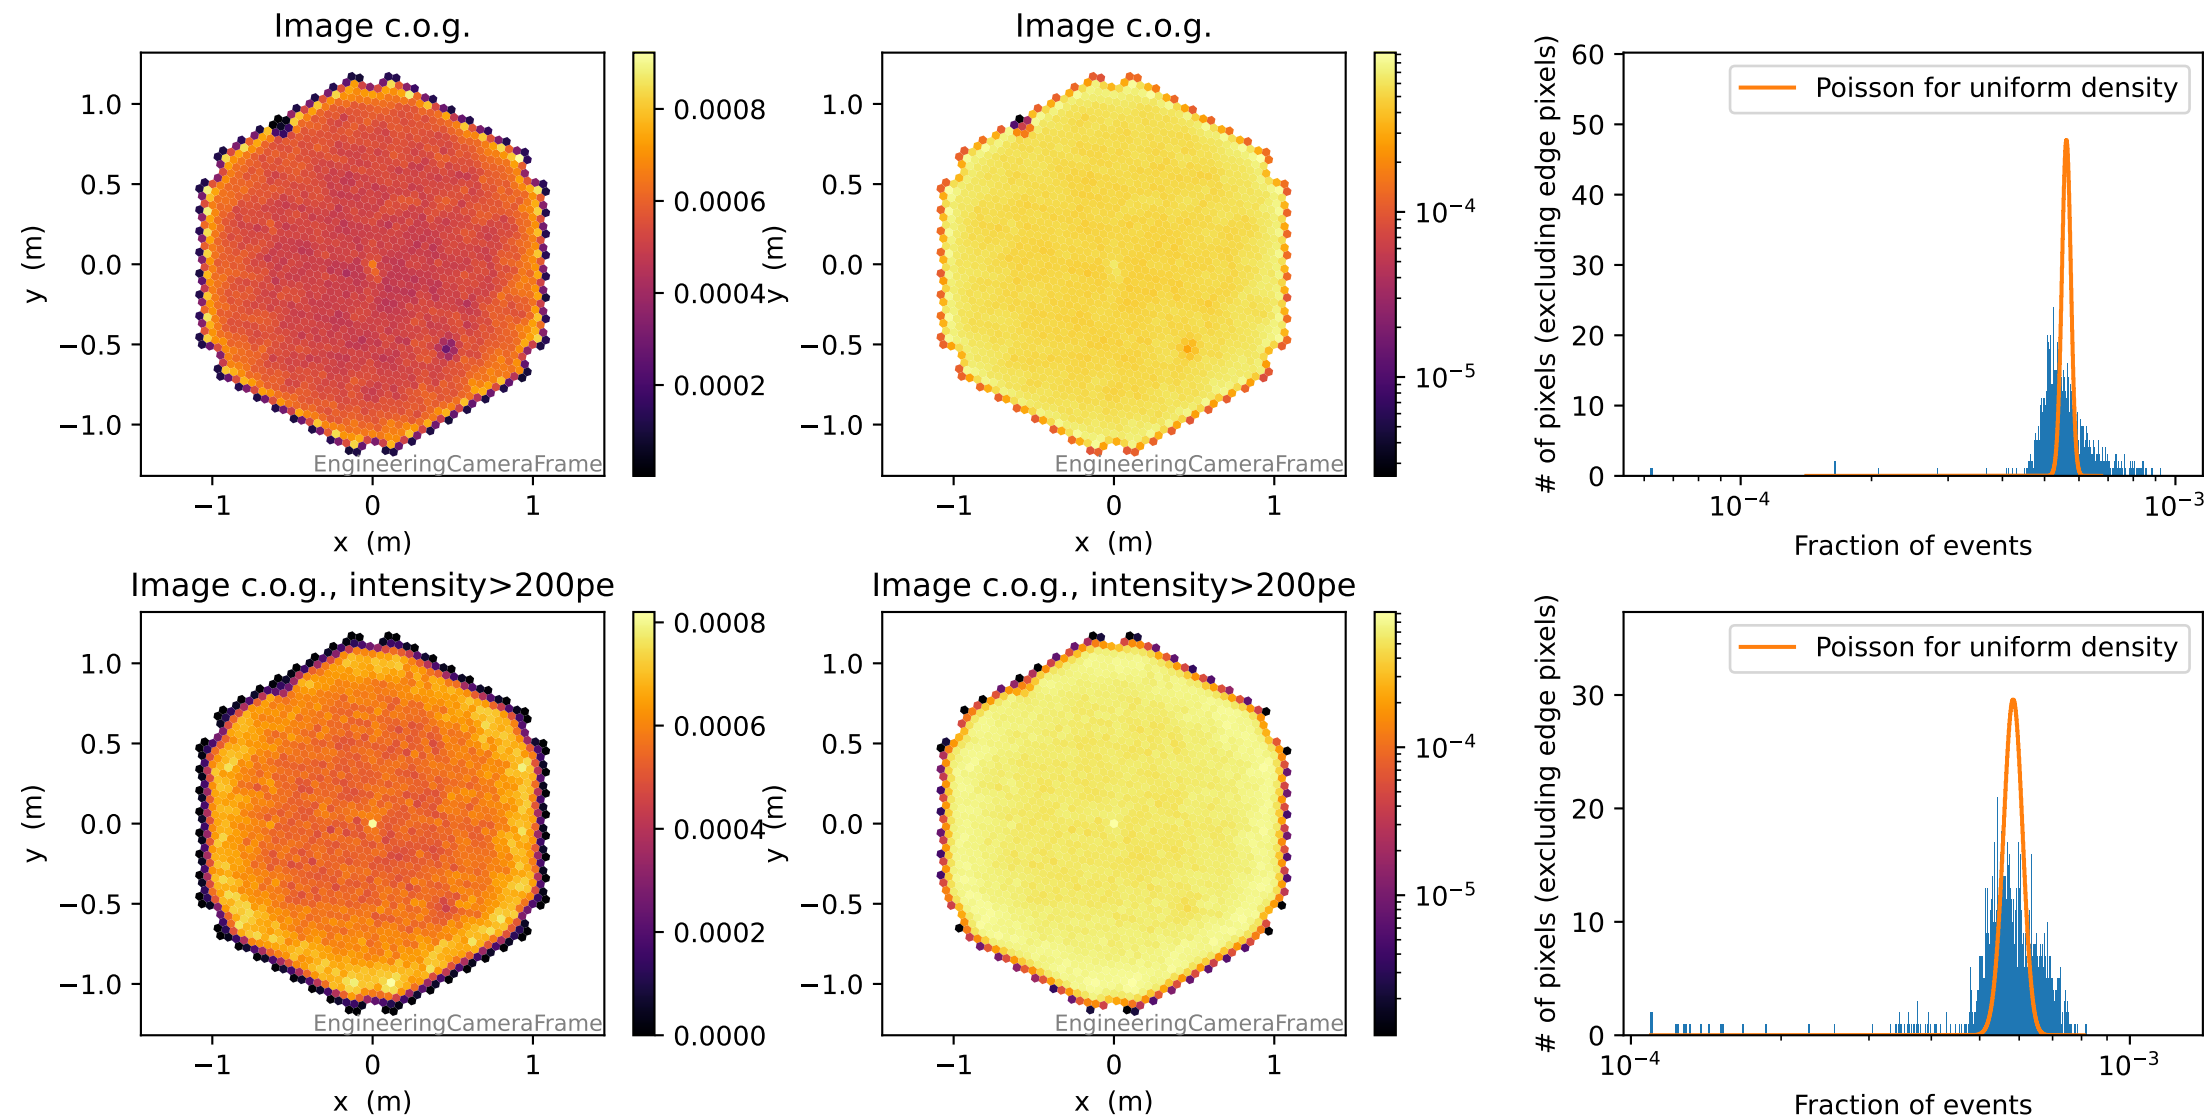 Image c.o.g.
1.0
0.5
0.0
−0.5
−1.0
y (m)
−1
0
1
x (m)
EngineeringCameraFrame
0.0008
0.0006
0.0004
0.0002
Image c.o.g.
1.0
0.5
0.0
−0.5
−1.0
y (m)
−1
0
1
x (m)
EngineeringCameraFrame
10⁻⁴
10⁻⁵
Poisson for uniform density
60
50
40
30
20
10
0
# of pixels (excluding edge pixels)
10⁻⁴
10⁻³
Fraction of events
Image c.o.g., intensity>200pe
1.0
0.5
0.0
−0.5
−1.0
y (m)
−1
0
1
x (m)
EngineeringCameraFrame
0.0008
0.0006
0.0004
0.0002
0.0000
Image c.o.g., intensity>200pe
1.0
0.5
0.0
−0.5
−1.0
y (m)
−1
0
1
x (m)
EngineeringCameraFrame
10⁻⁴
10⁻⁵
Poisson for uniform density
30
20
10
0
# of pixels (excluding edge pixels)
10⁻⁴
10⁻³
Fraction of events